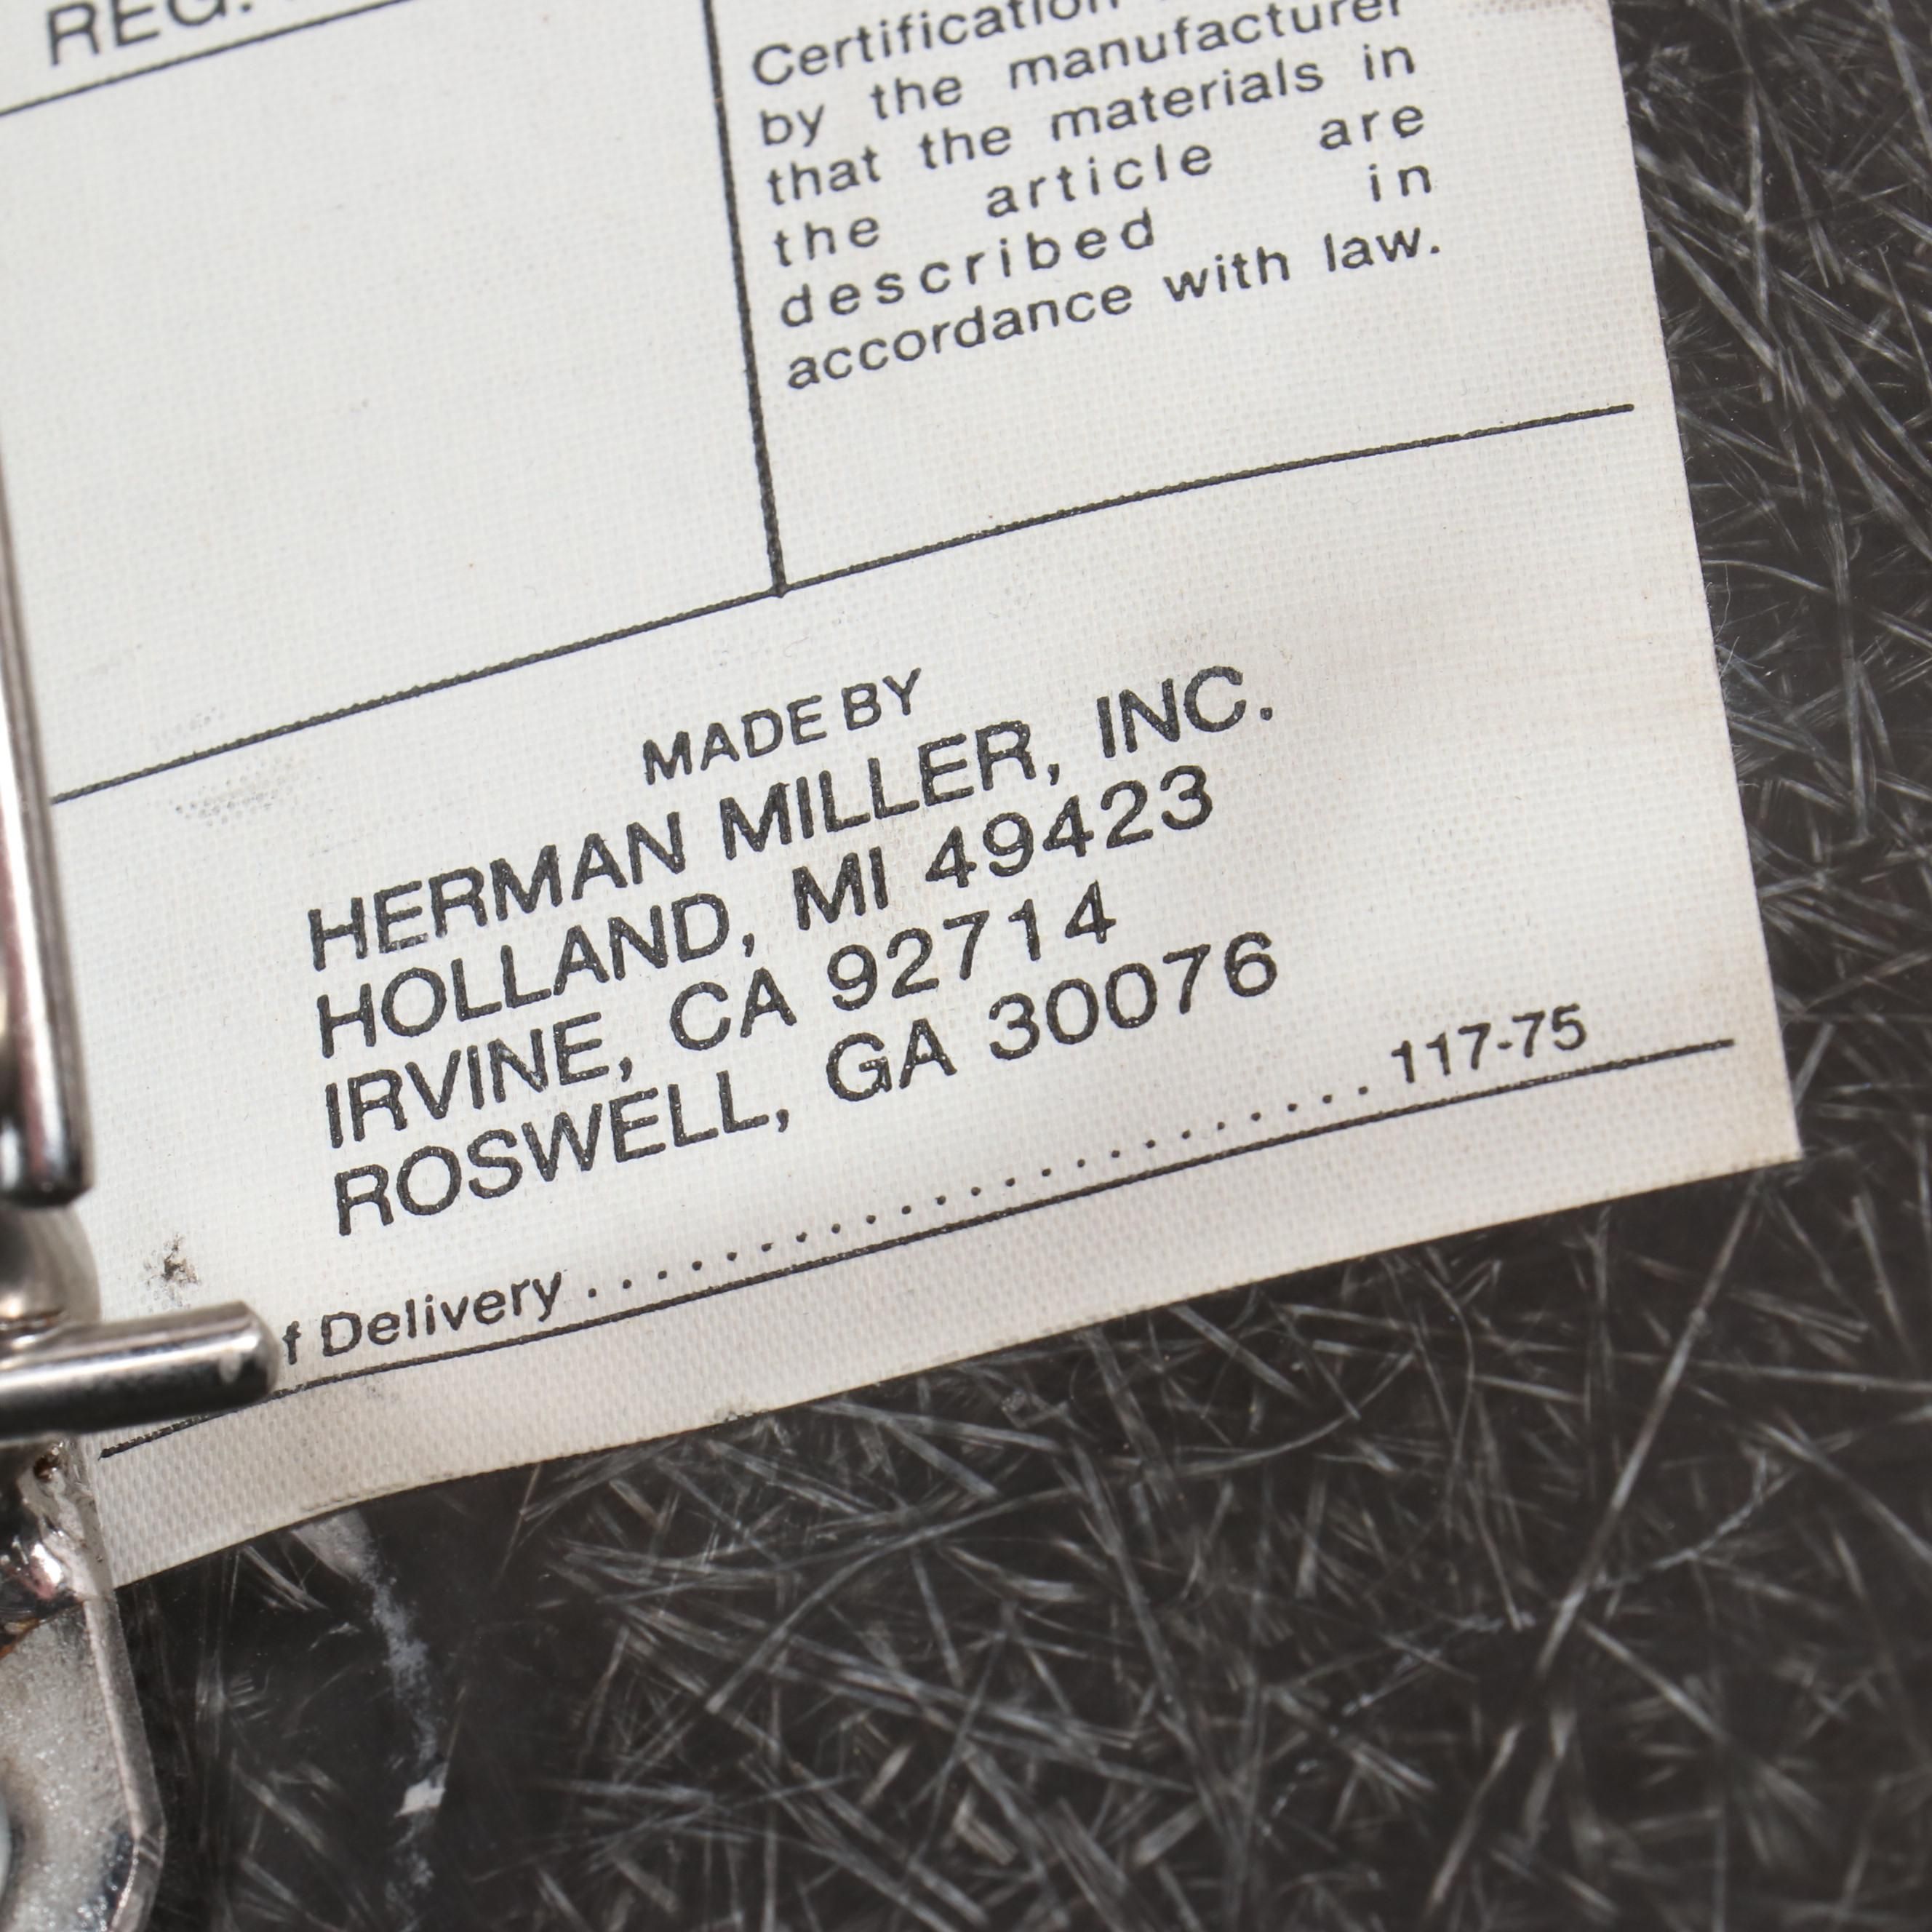 REG.
Certification
by the manufacturer
that the materials in
the article are
described in
accordance with law.
MADE BY
HERMAN MILLER, INC.
HOLLAND, MI 49423
IRVINE, CA 92714
ROSWELL, GA 30076
f Delivery . . . . . . . . . . . . . . . . . . . . . . . 117-75